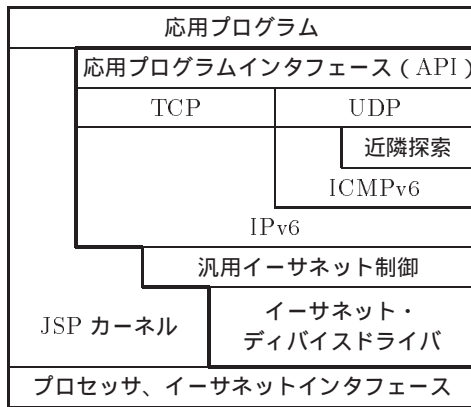 応用プログラム
応用プログラムインタフェース（API）
TCP
UDP
近隣探索
ICMPv6
IPv6
汎用イーサネット制御
JSP カーネル
イーサネット・
ディバイスドライバ
プロセッサ、イーサネットインタフェース